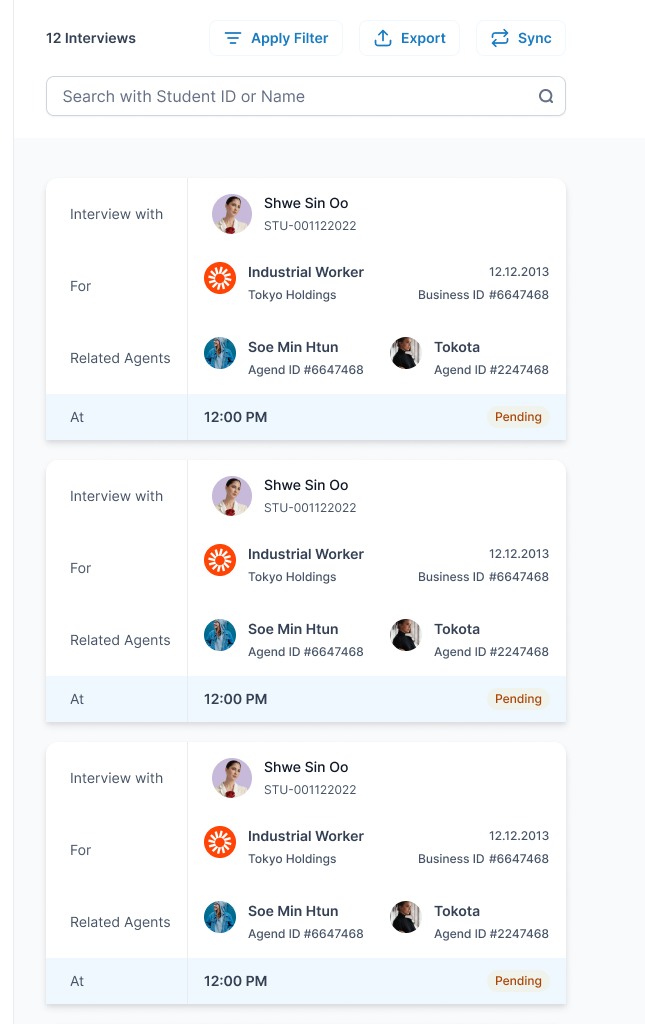 12 Interviews
Apply Filter
Export
Sync
Search with Student ID or Name
Interview with
Shwe Sin Oo
STU-001122022
For
Industrial Worker
12.12.2013
Tokyo Holdings
Business ID #6647468
Related Agents
Soe Min Htun
Tokota
Agend ID #6647468
Agend ID #2247468
At
12:00 PM
Pending
Interview with
Shwe Sin Oo
STU-001122022
For
Industrial Worker
12.12.2013
Tokyo Holdings
Business ID #6647468
Related Agents
Soe Min Htun
Tokota
Agend ID #6647468
Agend ID #2247468
At
12:00 PM
Pending
Interview with
Shwe Sin Oo
STU-001122022
For
Industrial Worker
12.12.2013
Tokyo Holdings
Business ID #6647468
Related Agents
Soe Min Htun
Tokota
Agend ID #6647468
Agend ID #2247468
At
12:00 PM
Pending